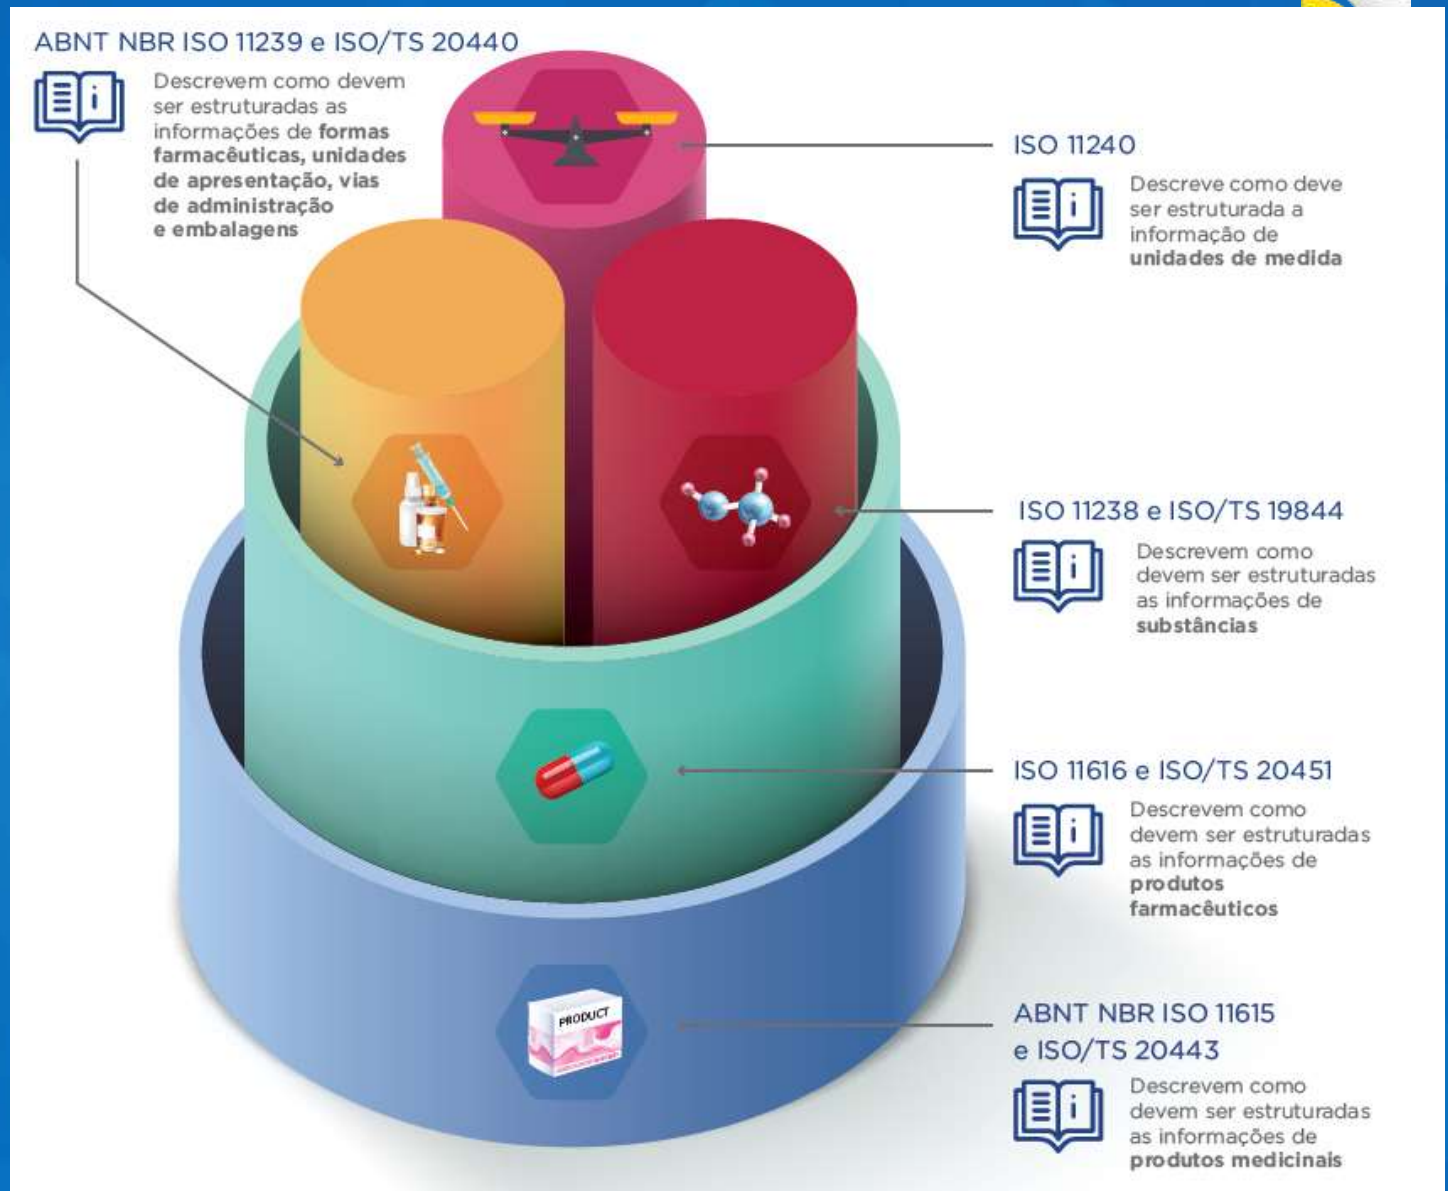 ABNT NBR ISO 11239 e ISO/TS 20440
Descrevem como devem
ser estruturadas as
informações de formas
farmacêuticas, unidades
de apresentação, vias
de administração
e embalagens
ISO 11240
Descreve como deve
ser estruturada a
informação de
unidades de medida
ISO 11238 e ISO/TS 19844
Descrevem como
devem ser estruturadas
as informações de
substâncias
ISO 11616 e ISO/TS 20451
Descrevem como
devem ser estruturadas
as informações de
produtos
farmacêuticos
PRODUCT
ABNT NBR ISO 11615
e ISO/TS 20443
Descrevem como
devem ser estruturadas
as informações de
produtos medicinais